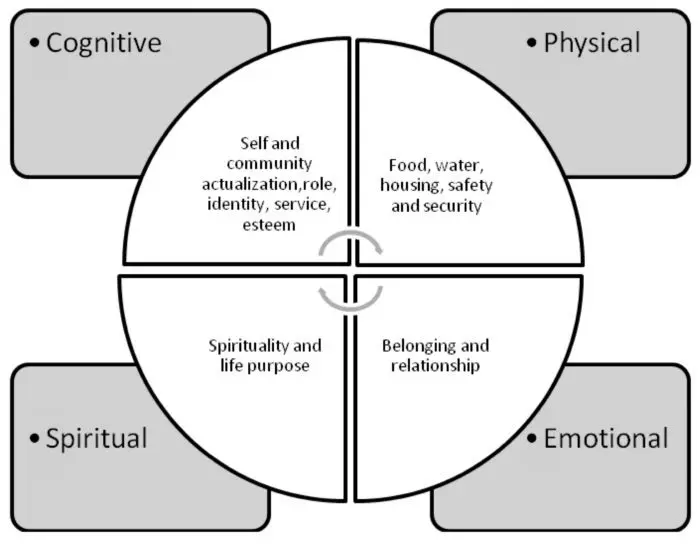 • Cognitive
• Physical
Self and
community
actualization,role,
identity, service,
esteem
Food, water,
housing, safety
and security
Spirituality and
life purpose
Belonging and
relationship
• Spiritual
• Emotional